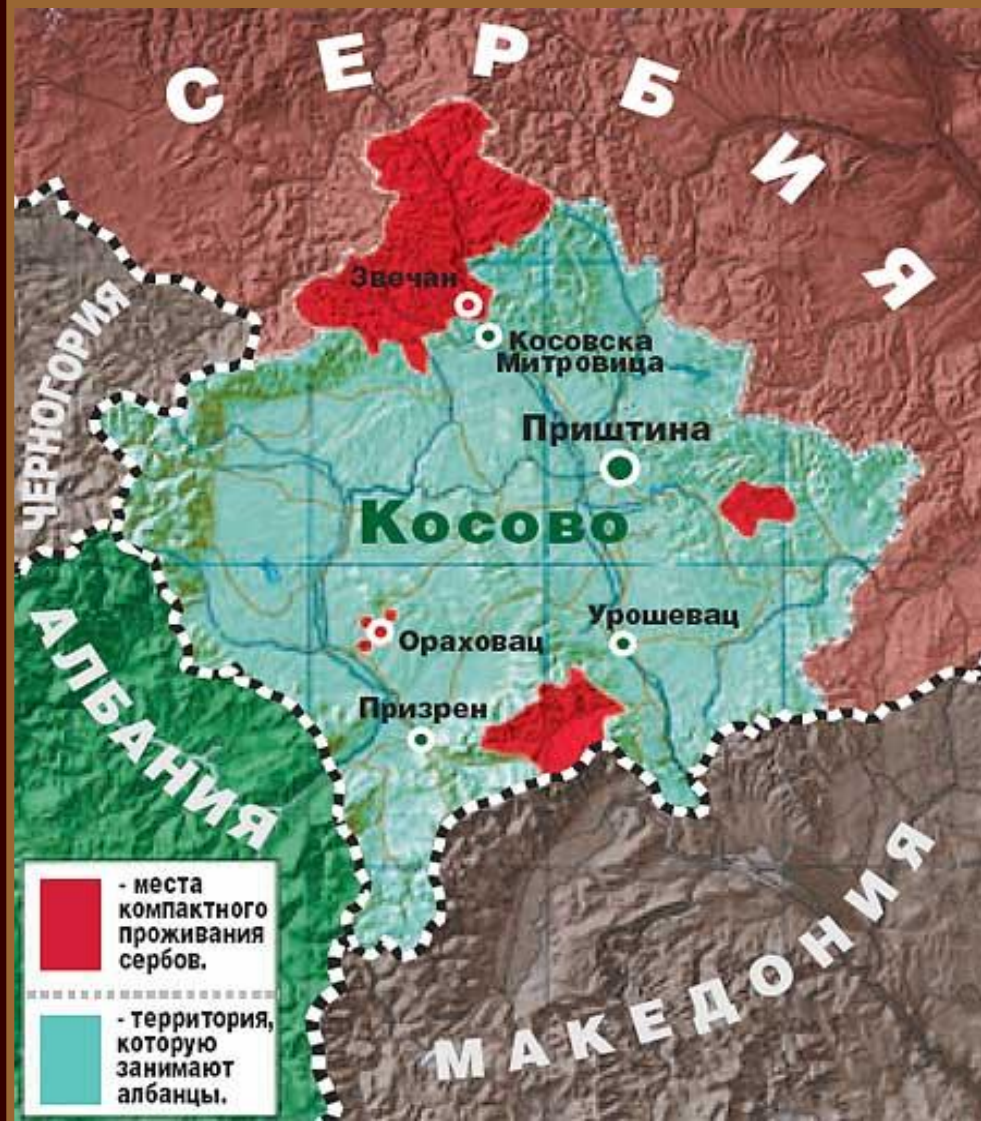 СЕРБИЯ
ЧЕРНОГОРИЯ
Звечан
Косовска
Митровица
Приштина
Косово
Урошевац
Ораховац
Призрен
АЛБАНИЯ
МАКЕДОНИЯ
- места
компактного
проживания
сербов.
- территория,
которую
занимают
албанцы.